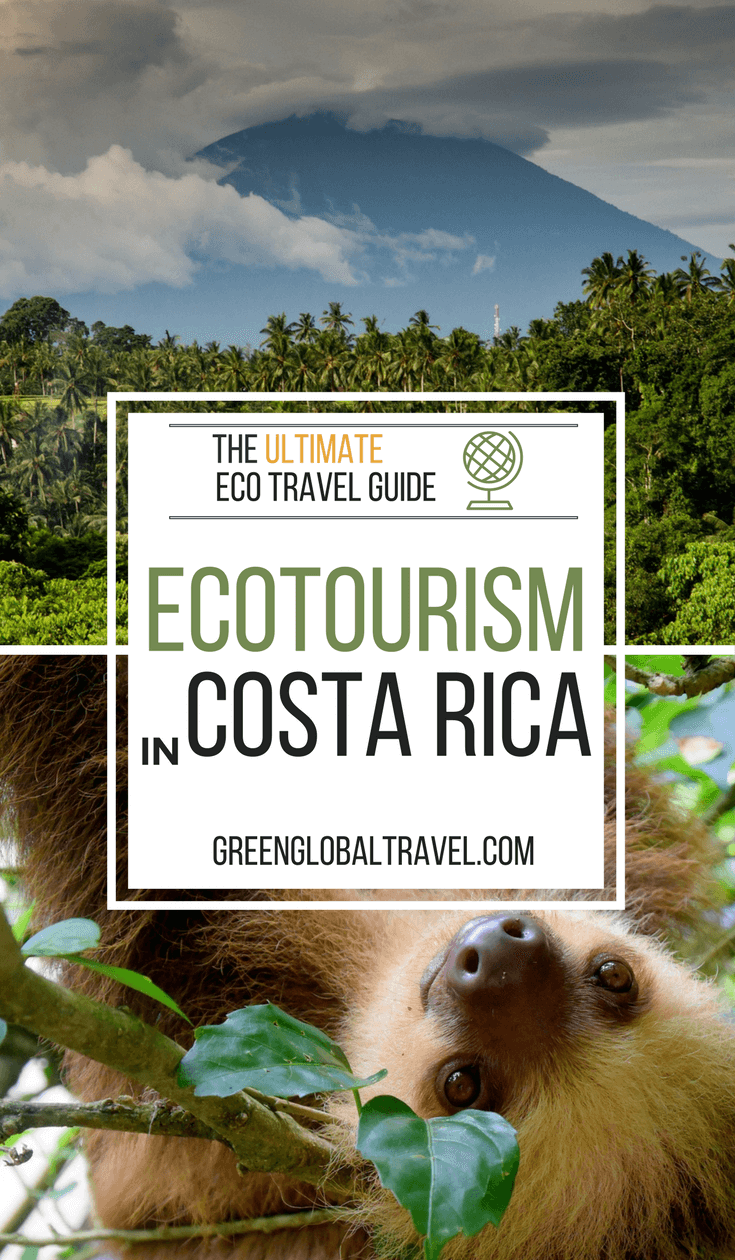 THE ULTIMATE
ECO TRAVEL GUIDE
ECOTOURISM
IN COSTA RICA
GREENGLOBALTRAVEL.COM